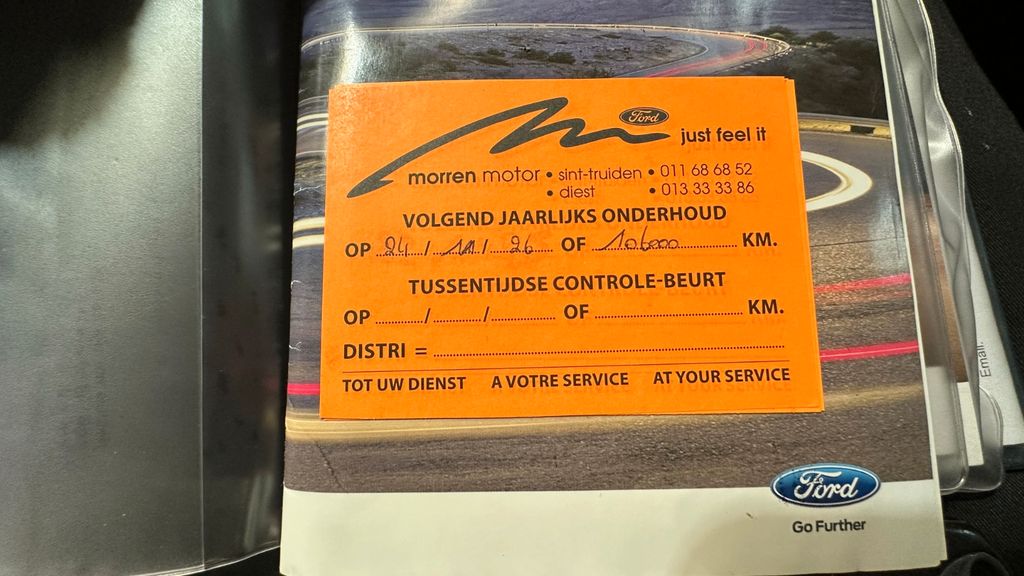 Ford
just feel it
morren motor • sint-truiden • 011 68 68 52
• diest • 013 33 33 86
VOLGEND JAARLIJKS ONDERHOUD
OP 24 / 11 / 26 OF 106000 KM.
TUSSENTIJDSE CONTROLE-BEURT
OP ........../........../............ OF .............................. KM.
DISTRI = ......................................................................
TOT UW DIENST A VOTRE SERVICE AT YOUR SERVICE
Email:
Ford
Go Further